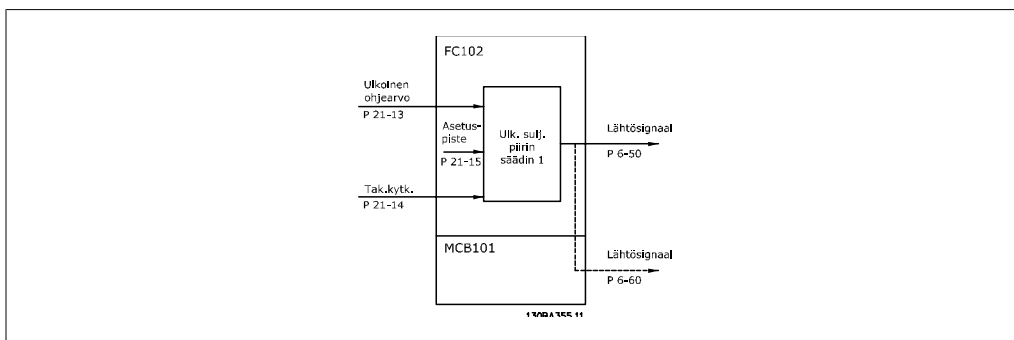 FC102
Ulkoinen
ohjearvo
P 21-13
Asetus-
piste
P 21-15
Ulk. sulj.
piirin
säädin 1
Lähtösignaal
P 6-50
Tak.kytk.
P 21-14
MCB101
Lähtösignaal
P 6-60
130BA355.11